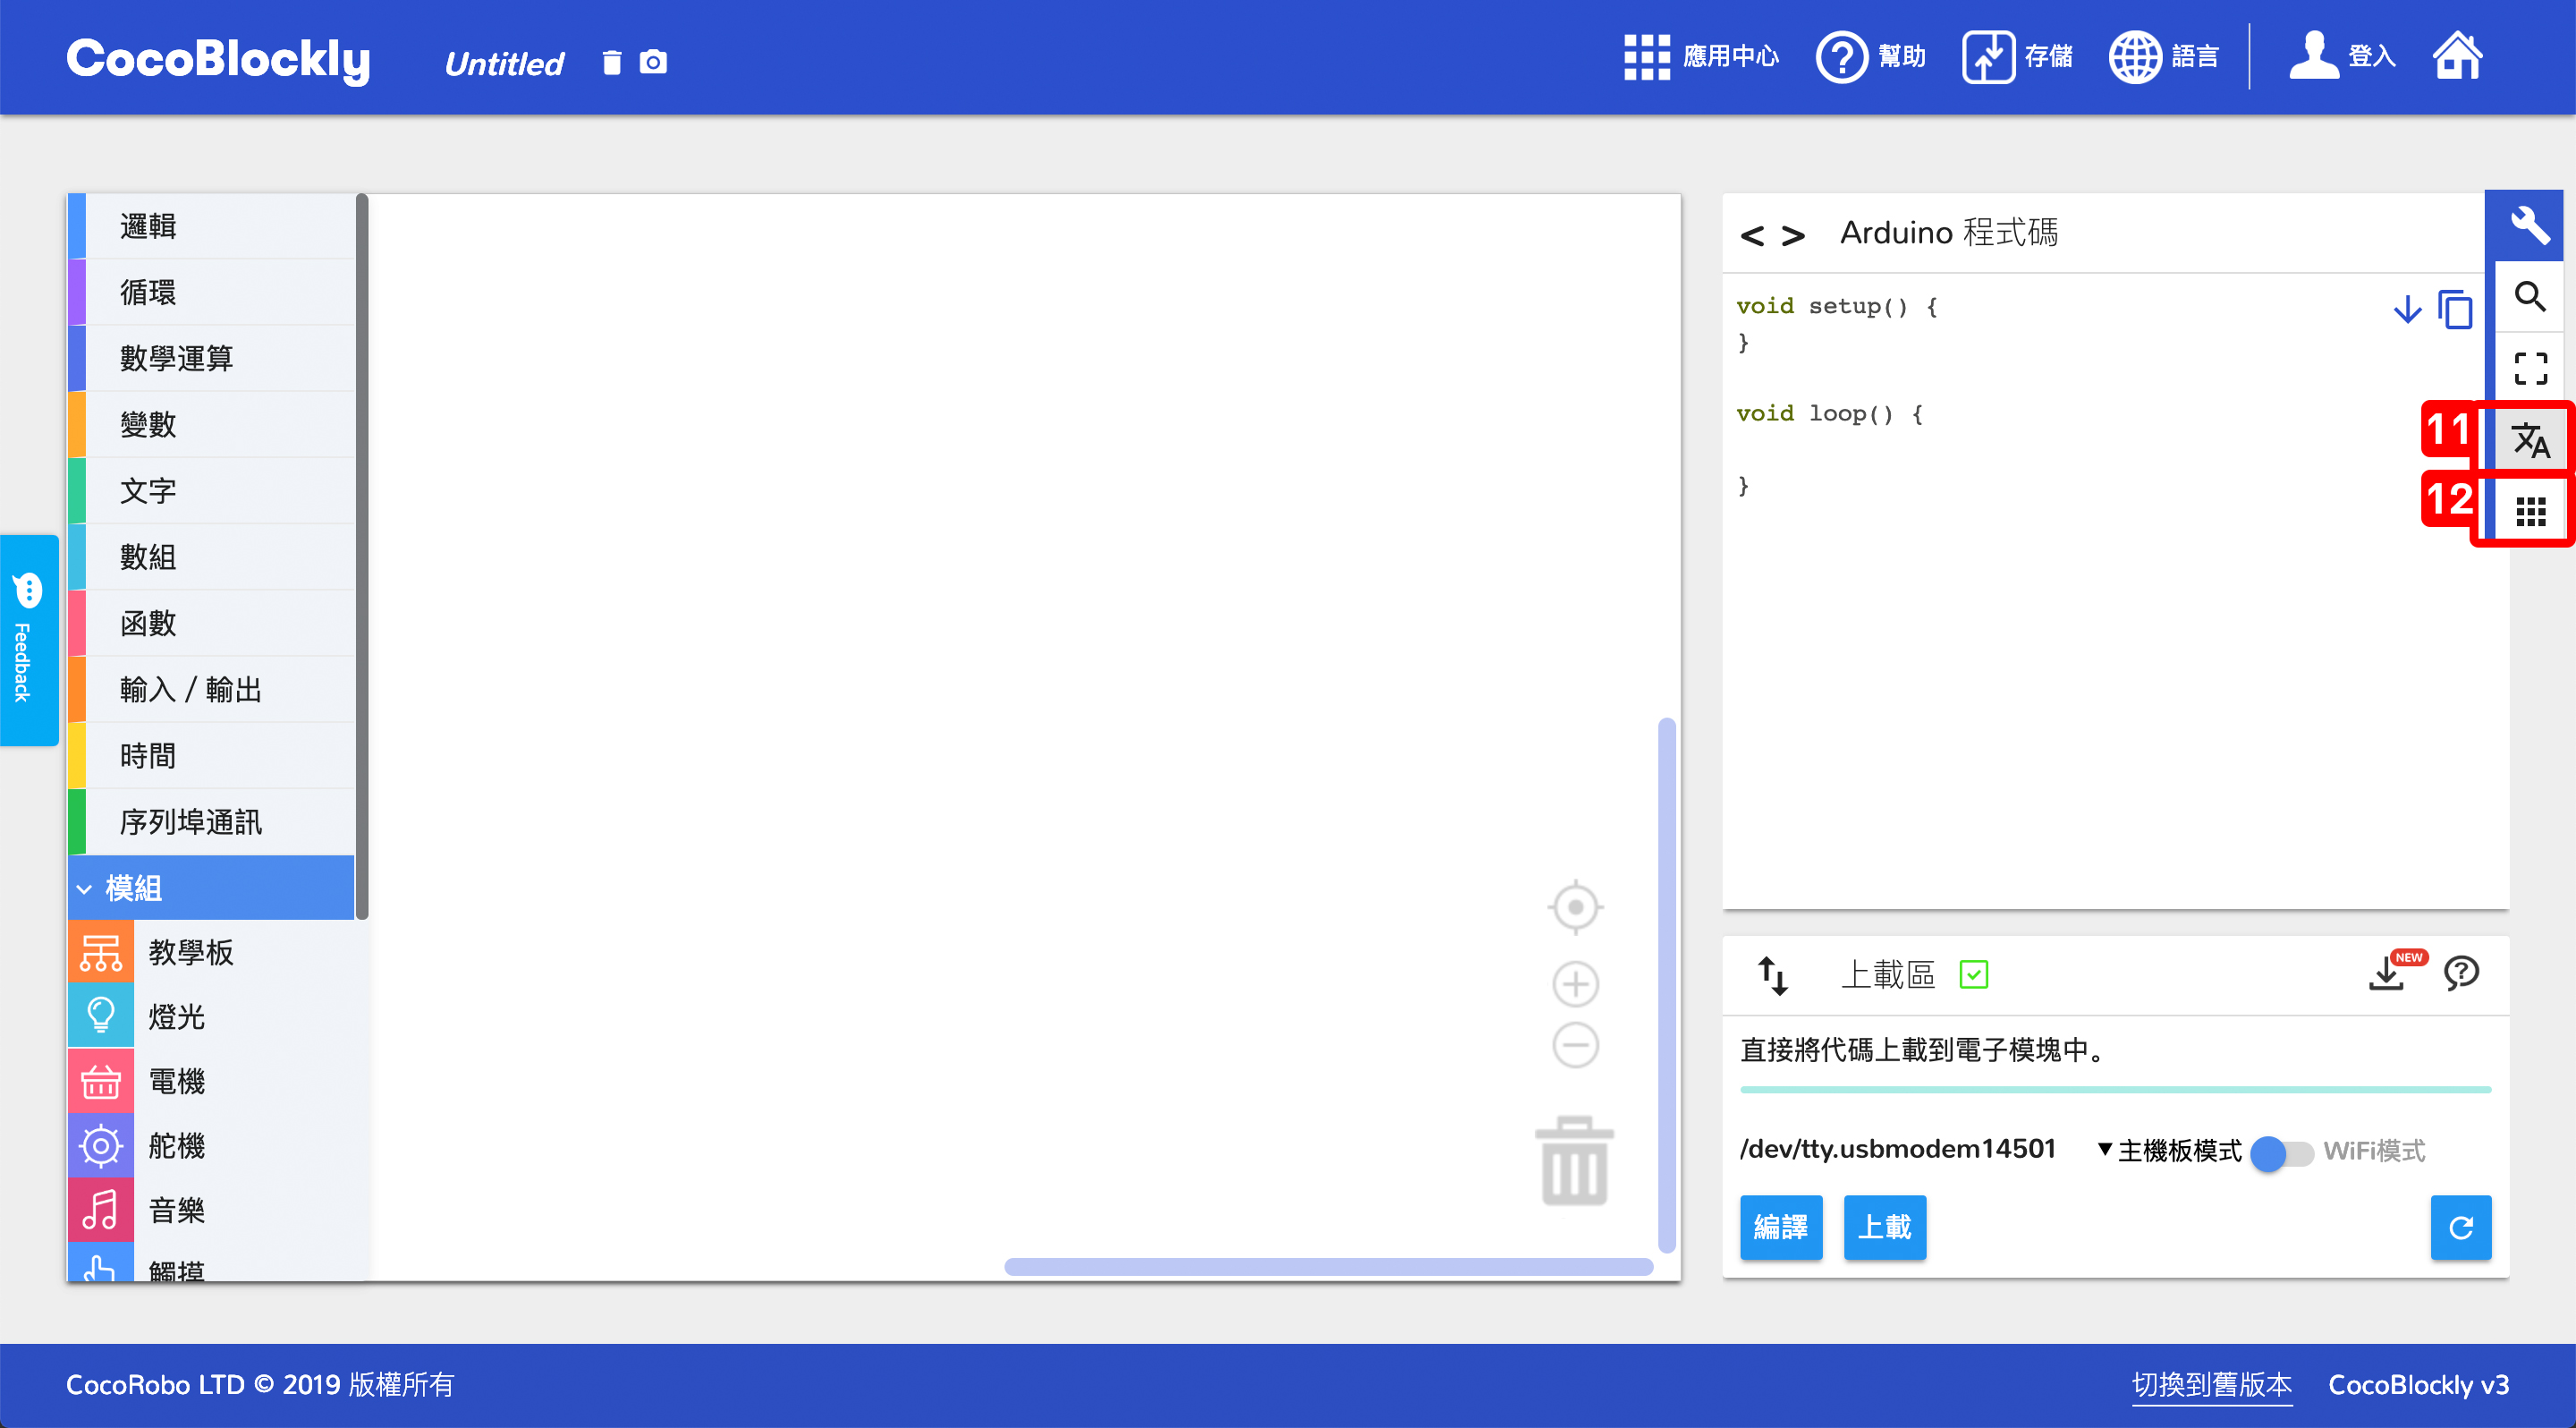 CocoBlockly
Untitled
應用中心
幫助
存儲
語言
登入
邏輯
循環
數學運算
變數
文字
數組
函數
輸入 / 輸出
時間
序列埠通訊
模組
教學板
燈光
電機
舵機
音樂
觸摸
Feedback
< > Arduino 程式碼
void setup() {
}
void loop() {
}
11
12
上載區
NEW
直接將代碼上載到電子模塊中。
/dev/tty.usbmodem14501
主機板模式
WiFi模式
編譯
上載
CocoRobo LTD © 2019 版權所有
切換到舊版本
CocoBlockly v3